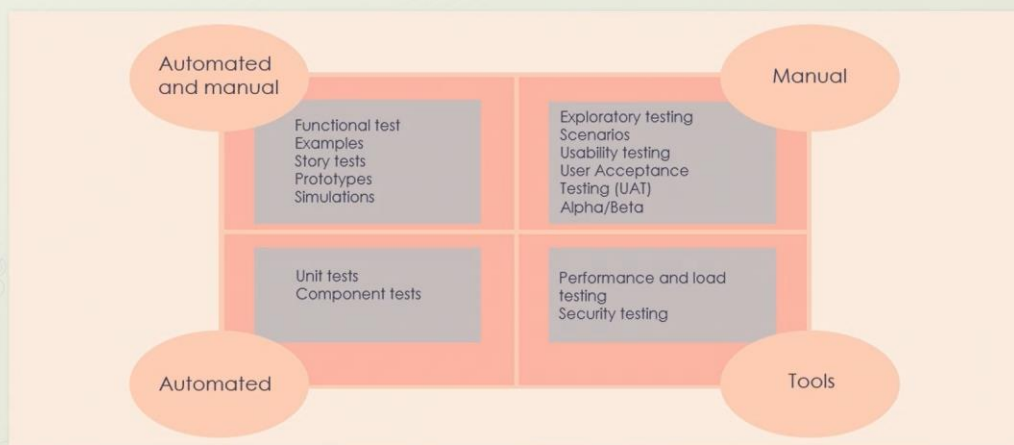 Automated
and manual
Manual
Functional test
Examples
Story tests
Prototypes
Simulations
Exploratory testing
Scenarios
Usability testing
User Acceptance
Testing (UAT)
Alpha/Beta
Unit tests
Component tests
Performance and load
testing
Security testing
Automated
Tools